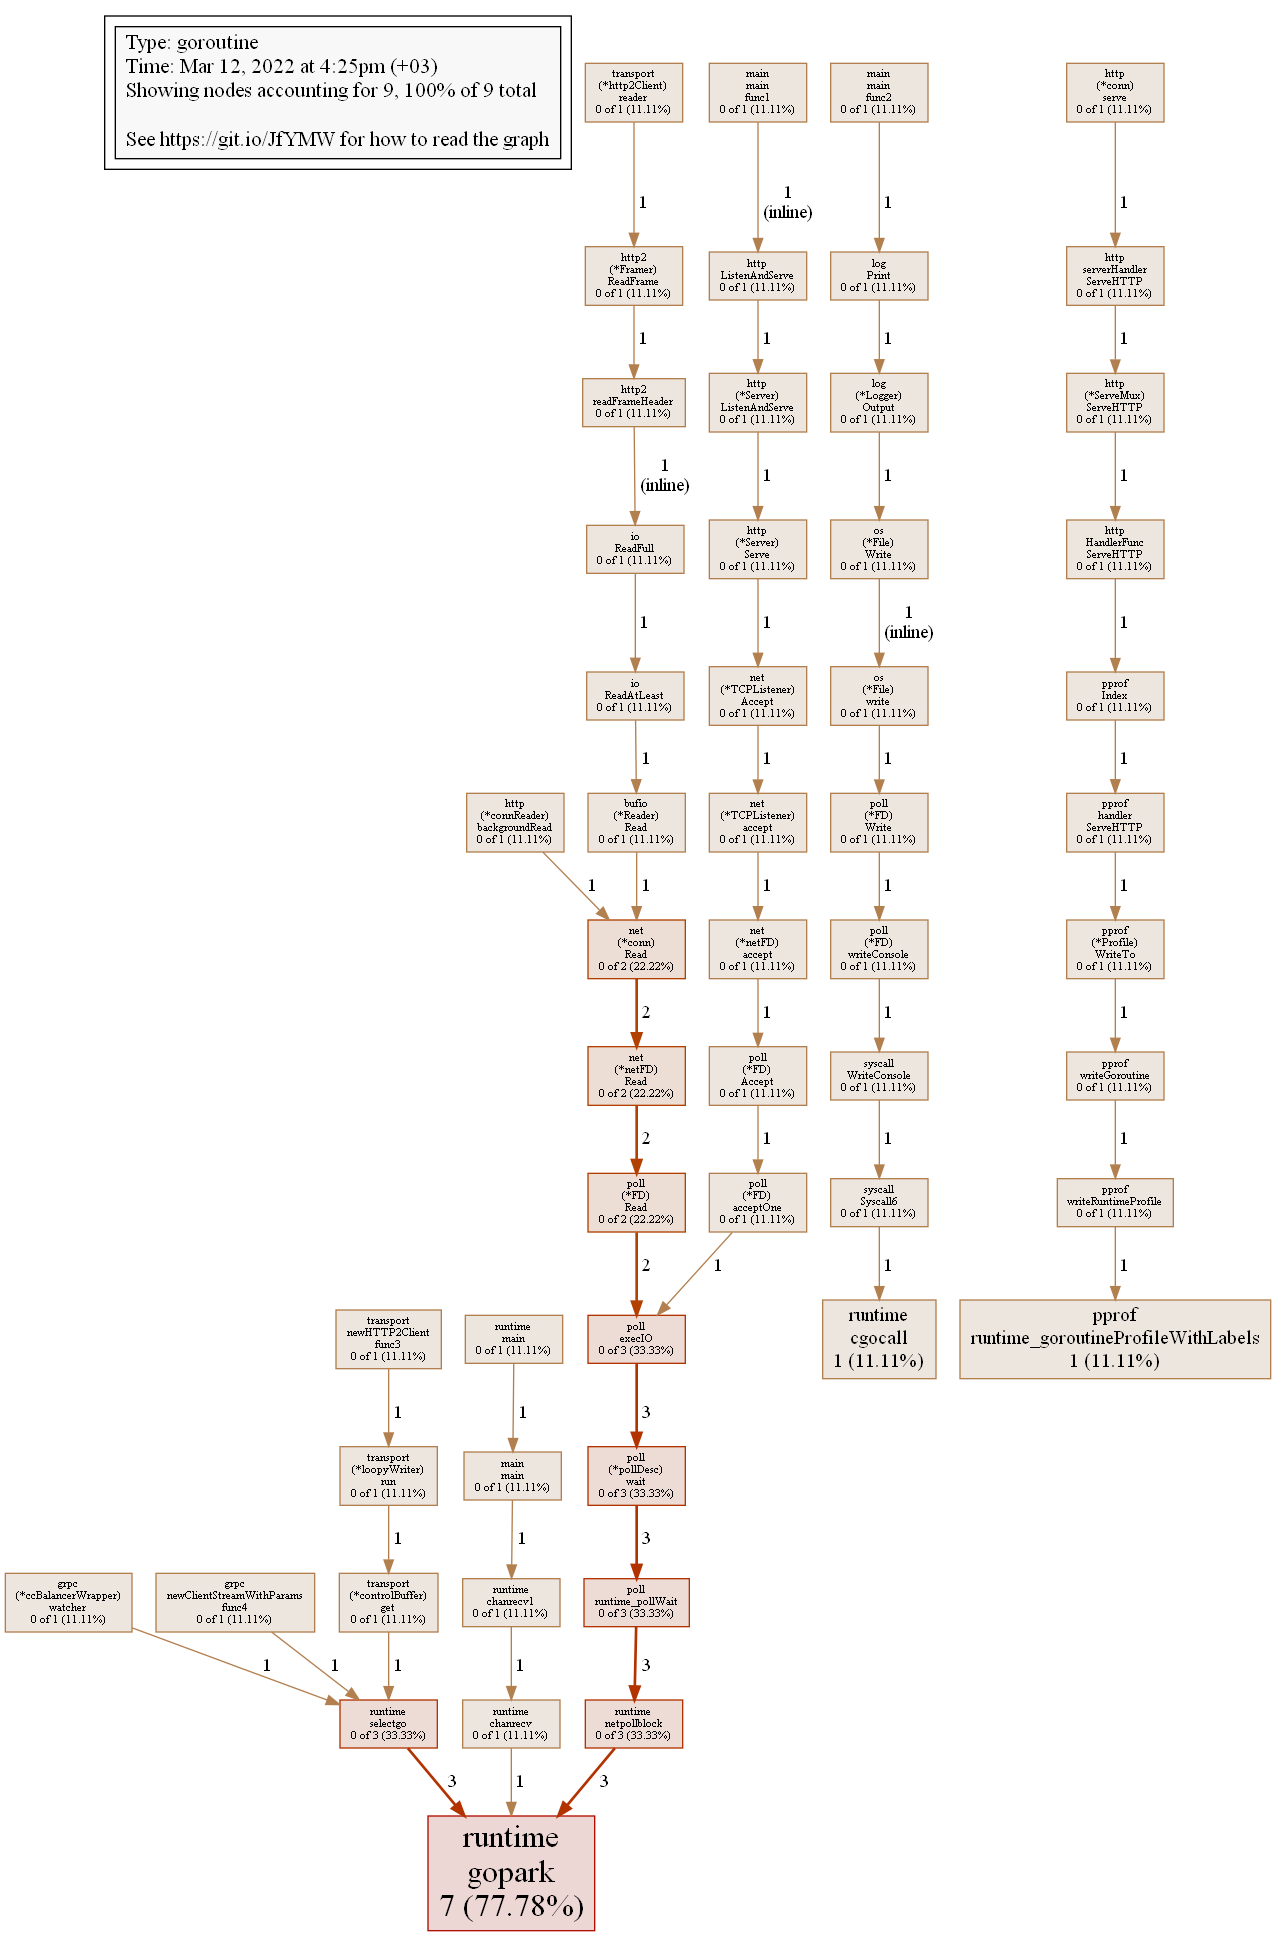 Type: goroutine
Time: Mar 12, 2022 at 4:25pm (+03)
Showing nodes accounting for 9, 100% of 9 total
See https://git.io/JfYMW for how to read the graph
transport
(*http2Client)
reader
0 of 1 (11.11%)
main
main
func1
0 of 1 (11.11%)
main
main
func2
0 of 1 (11.11%)
http
(*conn)
serve
0 of 1 (11.11%)
1
1
(inline)
1
1
http2
(*Framer)
ReadFrame
0 of 1 (11.11%)
http
ListenAndServe
0 of 1 (11.11%)
log
Print
0 of 1 (11.11%)
http
serverHandler
ServeHTTP
0 of 1 (11.11%)
1
1
1
1
http2
readFrameHeader
0 of 1 (11.11%)
http
(*Server)
ListenAndServe
0 of 1 (11.11%)
log
(*Logger)
Output
0 of 1 (11.11%)
http
(*ServeMux)
ServeHTTP
0 of 1 (11.11%)
1
(inline)
1
1
1
io
ReadFull
0 of 1 (11.11%)
http
(*Server)
Serve
0 of 1 (11.11%)
os
(*File)
Write
0 of 1 (11.11%)
http
HandlerFunc
ServeHTTP
0 of 1 (11.11%)
1
1
1
(inline)
1
io
ReadAtLeast
0 of 1 (11.11%)
net
(*TCPListener)
Accept
0 of 1 (11.11%)
os
(*File)
write
0 of 1 (11.11%)
pprof
Index
0 of 1 (11.11%)
1
1
1
1
http
(*connReader)
backgroundRead
0 of 1 (11.11%)
bufio
(*Reader)
Read
0 of 1 (11.11%)
net
(*TCPListener)
accept
0 of 1 (11.11%)
poll
(*FD)
Write
0 of 1 (11.11%)
pprof
handler
ServeHTTP
0 of 1 (11.11%)
1
1
1
1
1
net
(*conn)
Read
0 of 2 (22.22%)
net
(*netFD)
accept
0 of 1 (11.11%)
poll
(*FD)
writeConsole
0 of 1 (11.11%)
pprof
(*Profile)
WriteTo
0 of 1 (11.11%)
2
1
1
1
net
(*netFD)
Read
0 of 2 (22.22%)
poll
(*FD)
Accept
0 of 1 (11.11%)
syscall
WriteConsole
0 of 1 (11.11%)
pprof
writeGoroutine
0 of 1 (11.11%)
2
1
1
1
poll
(*FD)
Read
0 of 2 (22.22%)
poll
(*FD)
acceptOne
0 of 1 (11.11%)
syscall
Syscall6
0 of 1 (11.11%)
pprof
writeRuntimeProfile
0 of 1 (11.11%)
2
1
1
1
transport
newHTTP2Client
func3
0 of 1 (11.11%)
runtime
main
0 of 1 (11.11%)
poll
execIO
0 of 3 (33.33%)
runtime
cgocall
1 (11.11%)
pprof
runtime_goroutineProfileWithLabels
1 (11.11%)
1
1
3
transport
(*loopyWriter)
run
0 of 1 (11.11%)
main
main
0 of 1 (11.11%)
poll
(*pollDesc)
wait
0 of 3 (33.33%)
1
1
3
grpc
(*ccBalancerWrapper)
watcher
0 of 1 (11.11%)
grpc
newClientStreamWithParams
func4
0 of 1 (11.11%)
transport
(*controlBuffer)
get
0 of 1 (11.11%)
runtime
chanrecv1
0 of 1 (11.11%)
poll
runtime_pollWait
0 of 3 (33.33%)
1
1
1
1
3
runtime
selectgo
0 of 3 (33.33%)
runtime
chanrecv
0 of 1 (11.11%)
runtime
netpollblock
0 of 3 (33.33%)
3
1
3
runtime
gopark
7 (77.78%)